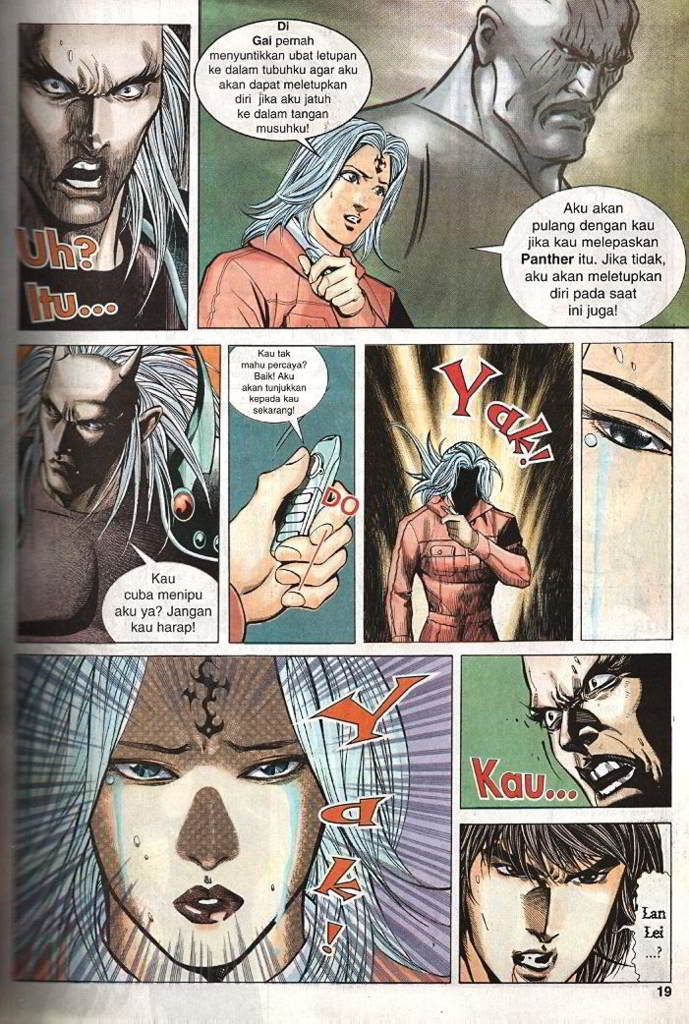 Uh?
Itu...
Di
Gai pernah
menyuntikkan ubat letupan
ke dalam tubuhku agar aku
akan dapat meletupkan
diri jika aku jatuh
ke dalam tangan
musuhku!
Aku akan
pulang dengan kau
jika kau melepaskan
Panther itu. Jika tidak,
aku akan meletupkan
diri pada saat
ini juga!
Kau
cuba menipu
aku ya? Jangan
kau harap!
Kau tak
mahu percaya?
Baik! Aku
akan tunjukkan
kepada kau
sekarang!
DO
Yak!
Yak!
Kau...
Lan
Lei
...?
19